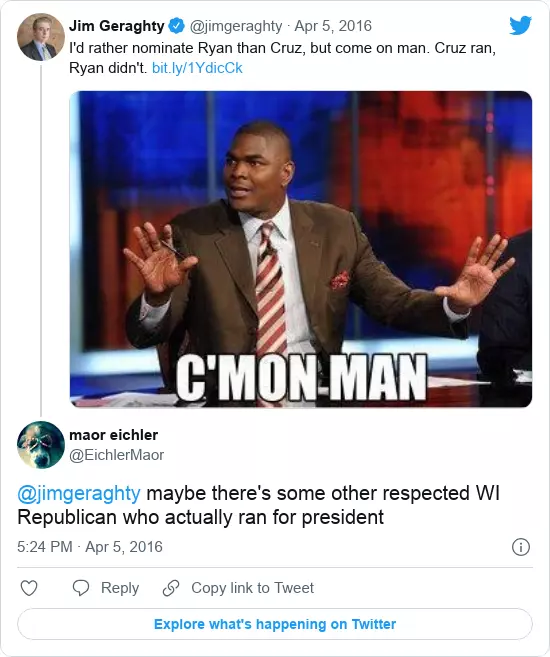 Jim Geraghty @jimgeraghty · Apr 5, 2016
I'd rather nominate Ryan than Cruz, but come on man. Cruz ran,
Ryan didn't. bit.ly/1YdicCk
C'MON MAN
maor eichler
@EichlerMaor
@jimgeraghty maybe there's some other respected WI
Republican who actually ran for president
5:24 PM · Apr 5, 2016
Reply
Copy link to Tweet
Explore what's happening on Twitter